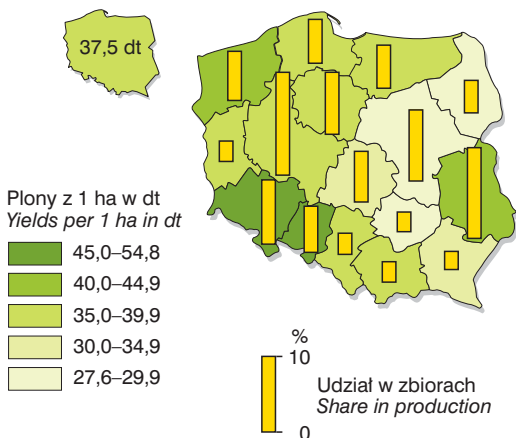 37,5 dt
Plony z 1 ha w dt
Yields per 1 ha in dt
45,0–54,8
40,0–44,9
35,0–39,9
30,0–34,9
27,6–29,9
%
10
0
Udział w zbiorach
Share in production